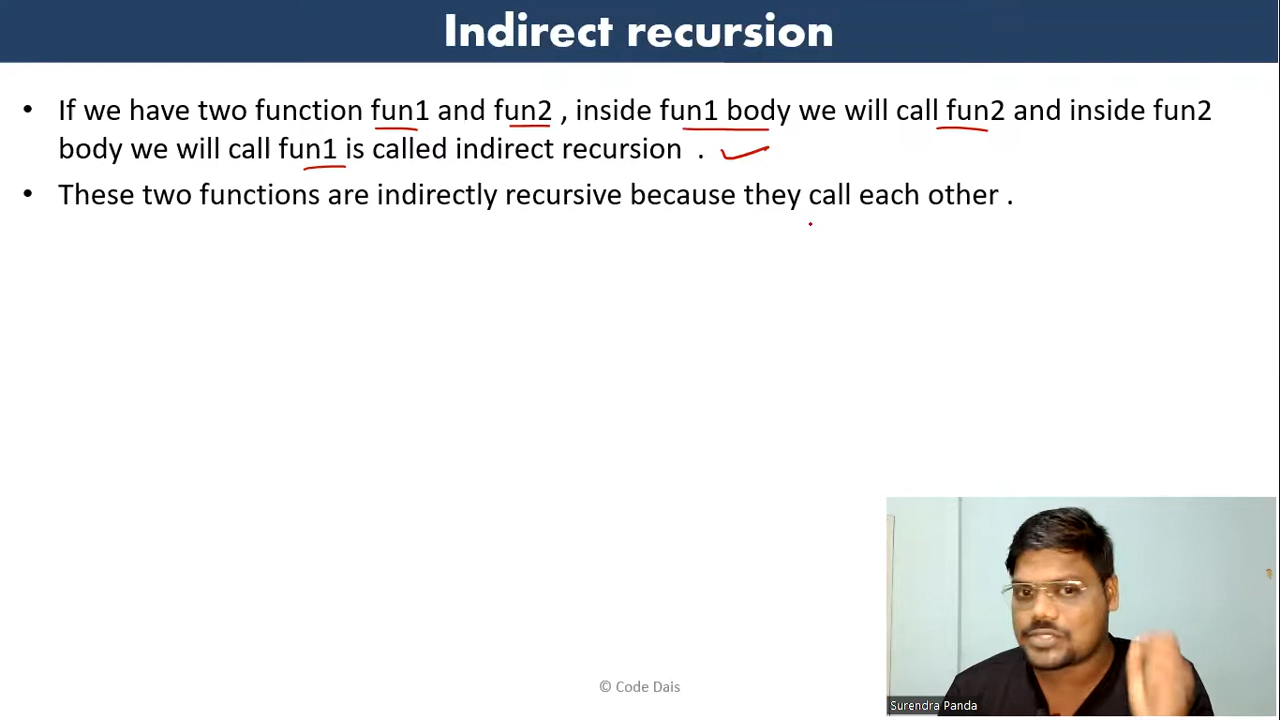 Indirect recursion
• If we have two function fun1 and fun2 , inside fun1 body we will call fun2 and inside fun2
body we will call fun1 is called indirect recursion .
• These two functions are indirectly recursive because they call each other .
© Code Dais
Surendra Panda